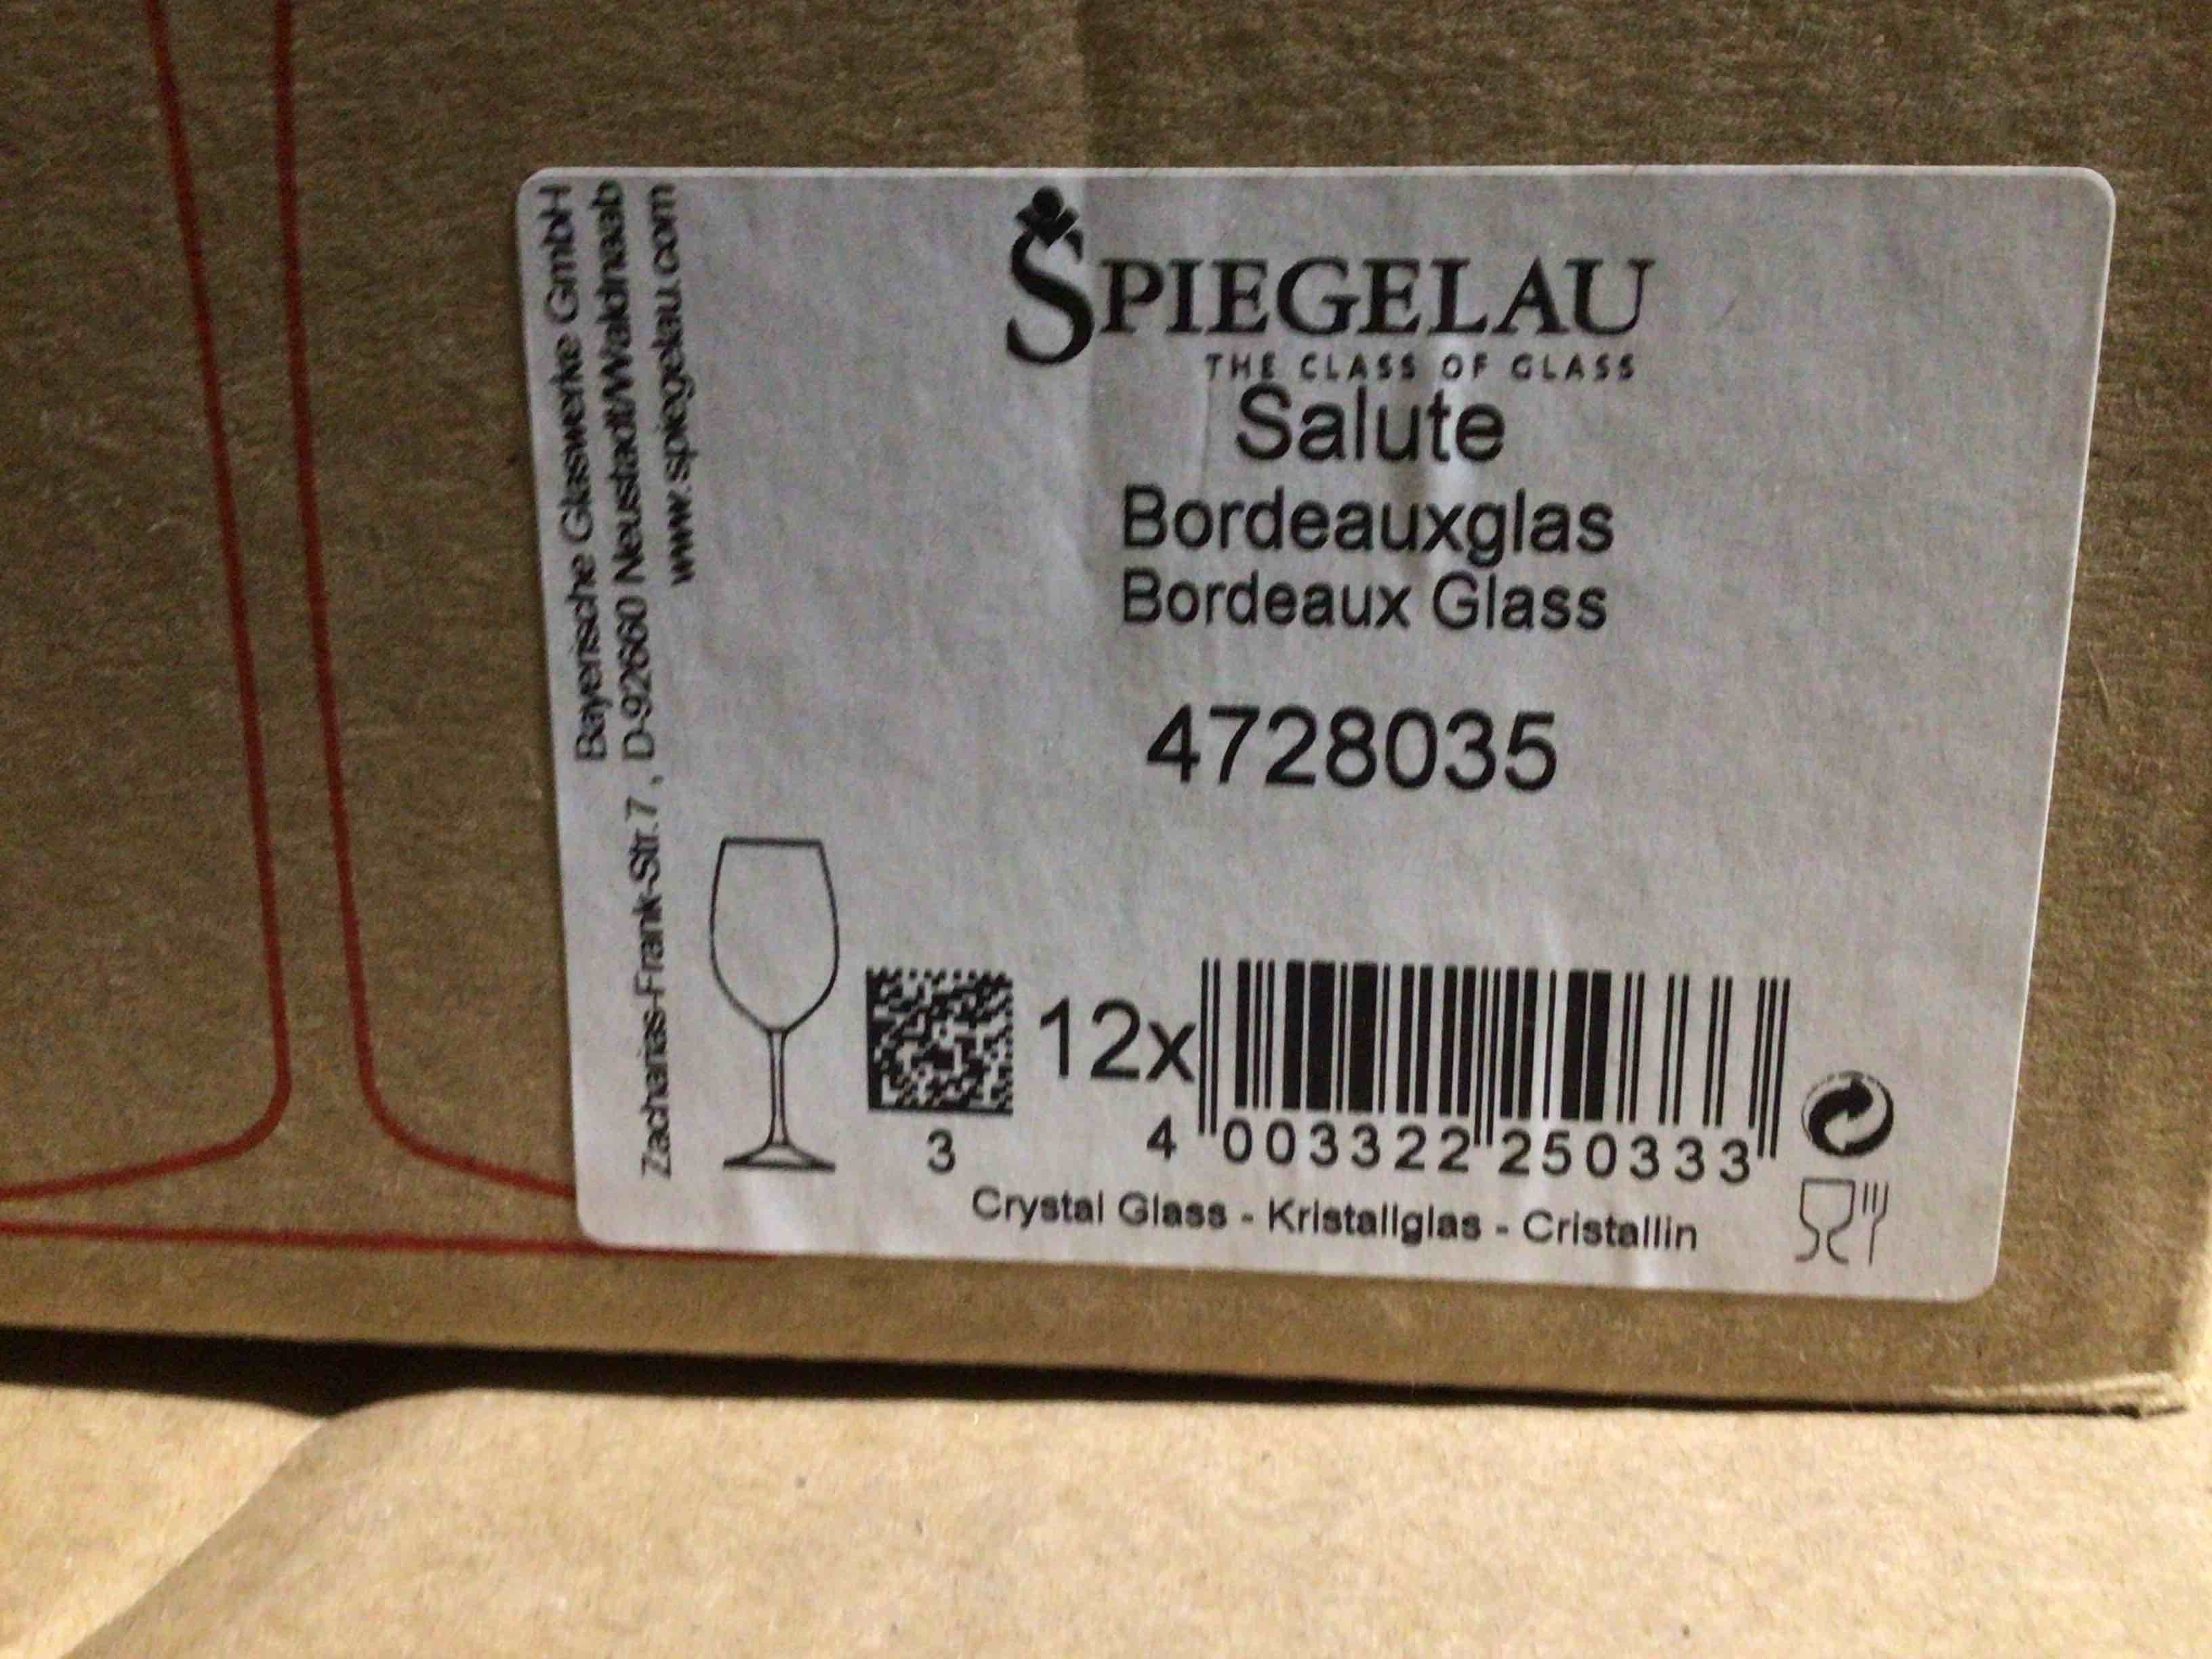 Bayerische Glaswerke GmbH
Zacharias-Frank-Str.7 , D-92660 Neustadt/Waldnaab
www.spiegelau.com
SPIEGELAU
THE CLASS OF GLASS
Salute
Bordeauxglas
Bordeaux Glass
4728035
12x
3
4 003322 250333
Crystal Glass - Kristallglas - Cristallin